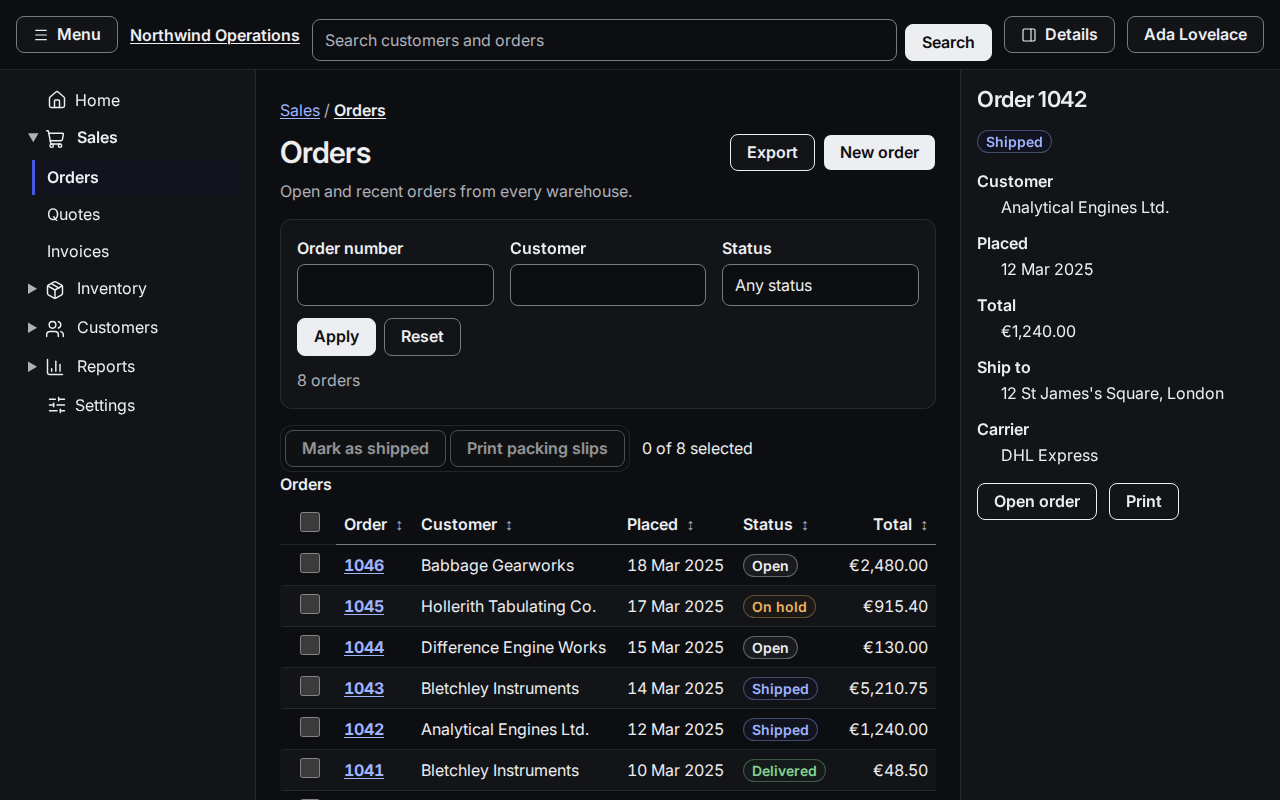 Menu
Northwind Operations
Search customers and orders
Search
Details
Ada Lovelace
Home
Sales
Orders
Quotes
Invoices
Inventory
Customers
Reports
Settings
Sales / Orders
Orders
Export
New order
Open and recent orders from every warehouse.
Order number
Customer
Status
Any status
Apply
Reset
8 orders
Mark as shipped
Print packing slips
0 of 8 selected
Orders
Order ↕ Customer ↕ Placed ↕ Status ↕ Total ↕
1046 Babbage Gearworks 18 Mar 2025 Open €2,480.00
1045 Hollerith Tabulating Co. 17 Mar 2025 On hold €915.40
1044 Difference Engine Works 15 Mar 2025 Open €130.00
1043 Bletchley Instruments 14 Mar 2025 Shipped €5,210.75
1042 Analytical Engines Ltd. 12 Mar 2025 Shipped €1,240.00
1041 Bletchley Instruments 10 Mar 2025 Delivered €48.50
Order 1042
Shipped
Customer
Analytical Engines Ltd.
Placed
12 Mar 2025
Total
€1,240.00
Ship to
12 St James's Square, London
Carrier
DHL Express
Open order
Print